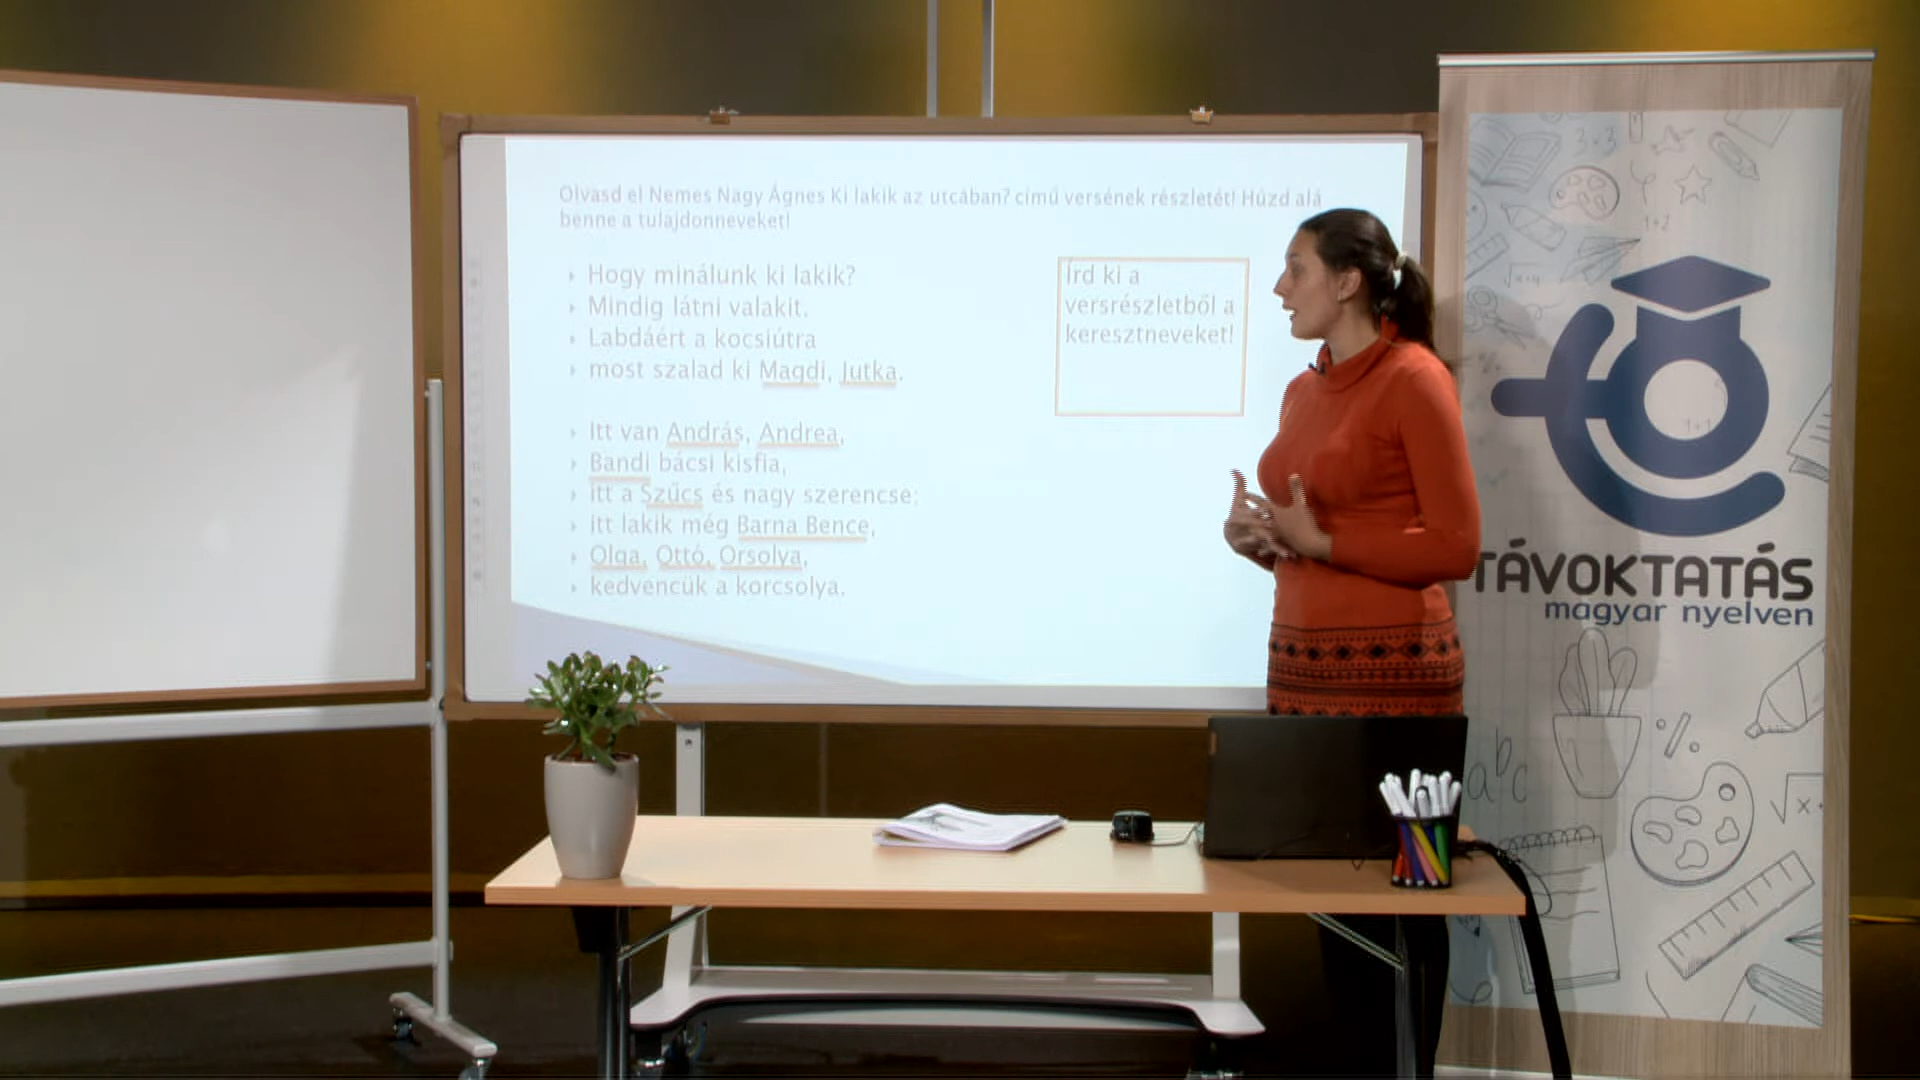 Olvasd el Nemes Nagy Ágnes Ki lakik az utcában? című versének részletét! Húzd alá
benne a tulajdonneveket!
Hogy minálunk ki lakik?
Mindig látni valakit.
Labdáért a kocsiútra
most szalad ki Magdi, Jutka.
Itt van András, Andrea,
Bandi bácsi kisfia,
itt a Szűcs és nagy szerencse:
itt lakik még Barna Bence,
Olga, Ottó, Orsolya,
kedvencük a korcsolya.
Írd ki a
versrészletből a
keresztneveket!
TÁVOKTATÁS
magyar nyelven
abc